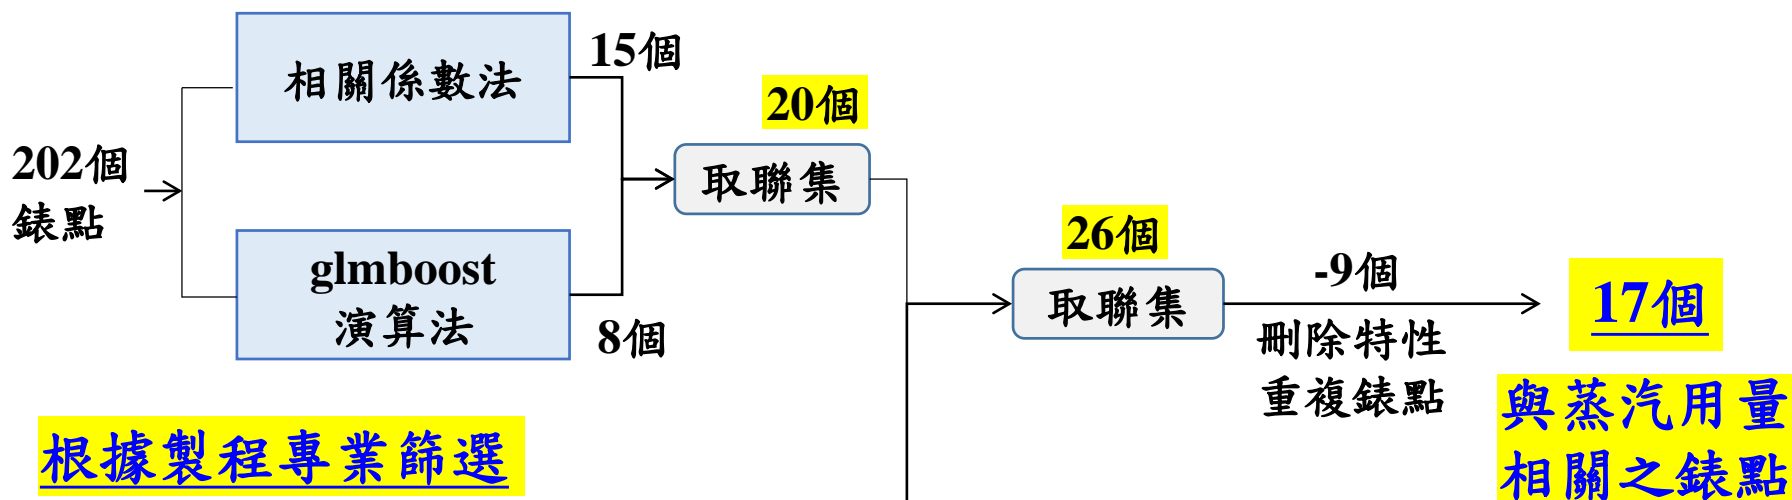 202個
錶點
相關係數法
15個
glmboost
演算法
8個
20個
取聯集
26個
取聯集
-9個
刪除特性
重複錶點
17個
與蒸汽用量
相關之錶點
根據製程專業篩選